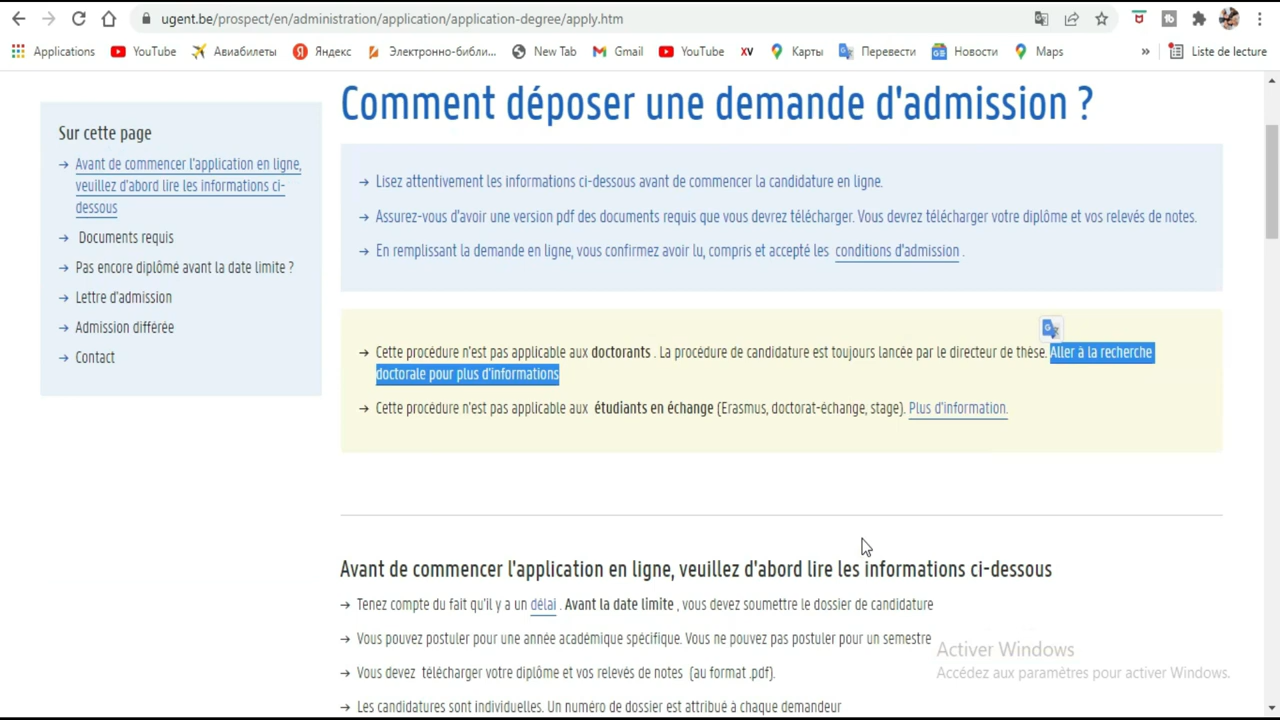 ugent.be/prospect/en/administration/application/application-degree/apply.htm
Applications YouTube Авиабилеты Яндекс Электронно-библи... New Tab Gmail YouTube XV Карты Перевести Новости Maps » Liste de lecture
Comment déposer une demande d'admission ?
Sur cette page
Avant de commencer l'application en ligne,
veuillez d'abord lire les informations ci-
dessous
Documents requis
Pas encore diplômé avant la date limite ?
Lettre d'admission
Admission différée
Contact
Lisez attentivement les informations ci-dessous avant de commencer la candidature en ligne.
Assurez-vous d'avoir une version pdf des documents requis que vous devrez télécharger. Vous devrez télécharger votre diplôme et vos relevés de notes.
En remplissant la demande en ligne, vous confirmez avoir lu, compris et accepté les conditions d'admission .
Cette procédure n'est pas applicable aux doctorants . La procédure de candidature est toujours lancée par le directeur de thèse. Aller à la recherche
doctorale pour plus d'informations
Cette procédure n'est pas applicable aux étudiants en échange (Erasmus, doctorat-échange, stage). Plus d'information.
Avant de commencer l'application en ligne, veuillez d'abord lire les informations ci-dessous
Tenez compte du fait qu'il y a un délai . Avant la date limite , vous devez soumettre le dossier de candidature
Vous pouvez postuler pour une année académique spécifique. Vous ne pouvez pas postuler pour un semestre
Vous devez télécharger votre diplôme et vos relevés de notes (au format .pdf).
Les candidatures sont individuelles. Un numéro de dossier est attribué à chaque demandeur
Activer Windows
Accédez aux paramètres pour activer Windows.